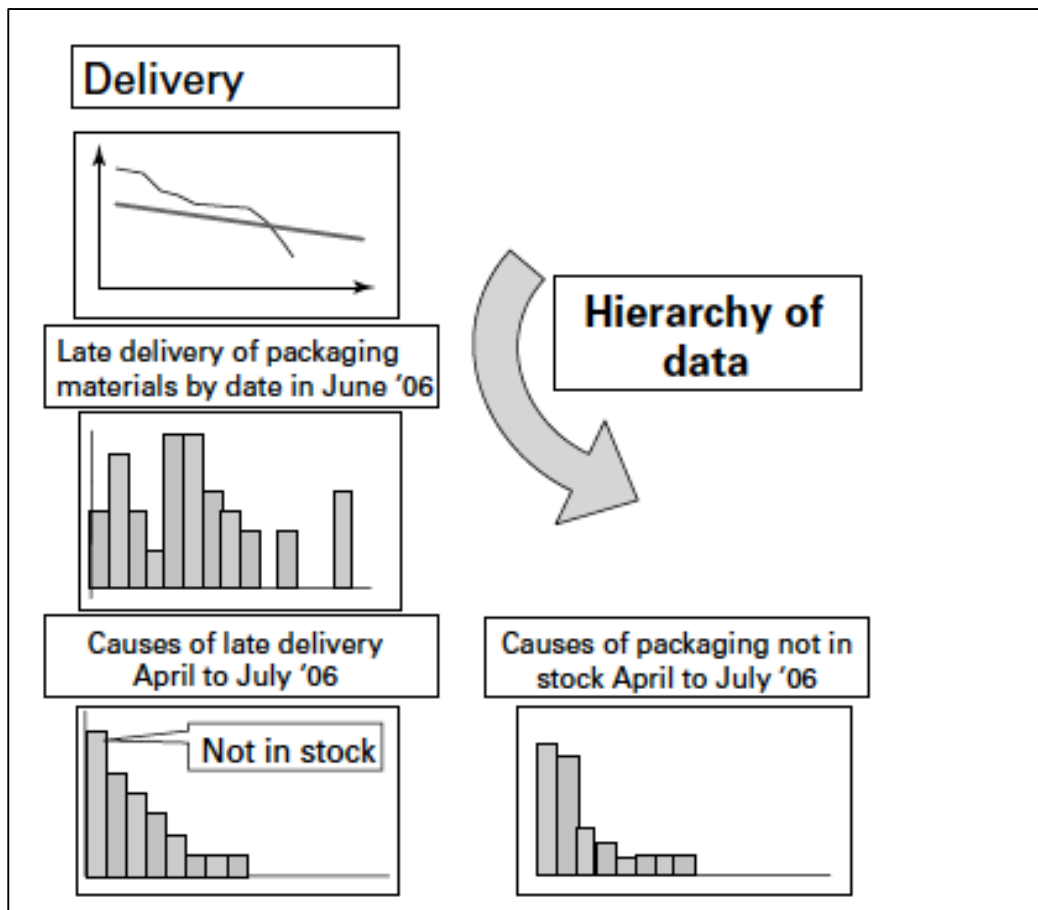 Delivery
Hierarchy of
data
Late delivery of packaging
materials by date in June ‘06
Causes of late delivery
April to July ‘06
Causes of packaging not in
stock April to July ‘06
Not in stock